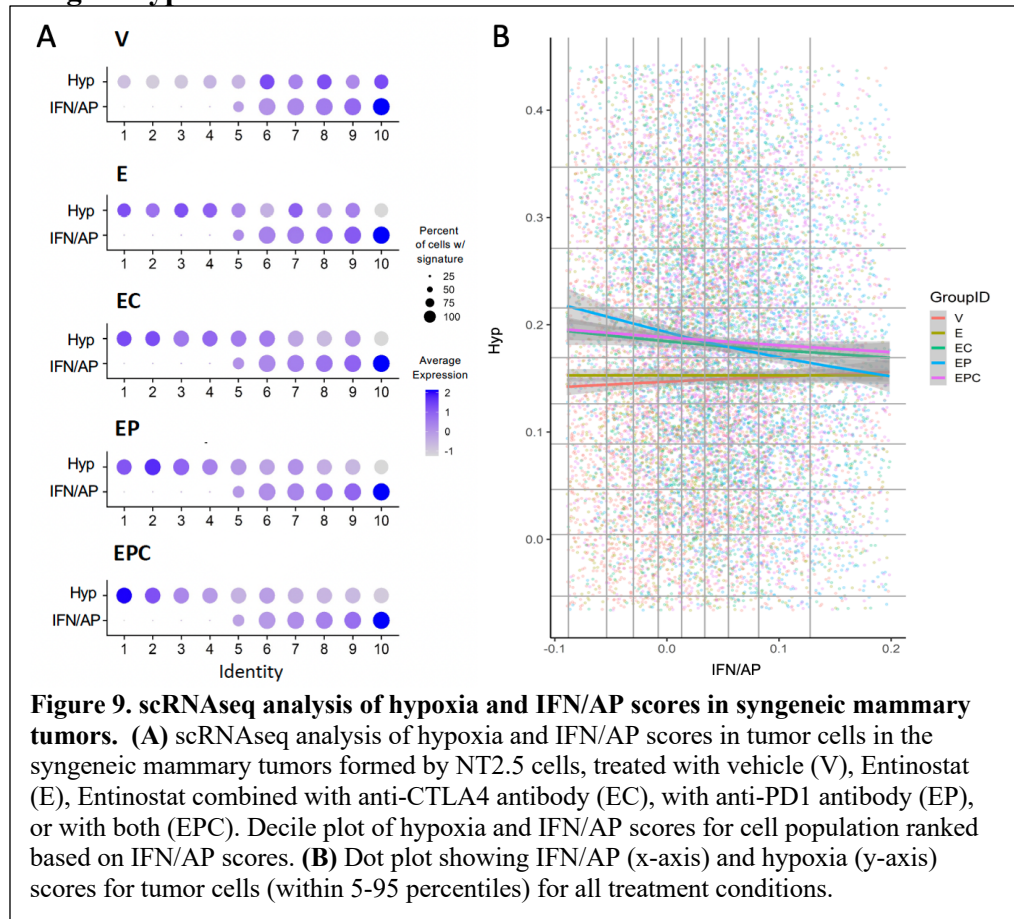 A
V
Hyp
IFN/AP
1 2 3 4 5 6 7 8 9 10
E
Hyp
IFN/AP
1 2 3 4 5 6 7 8 9 10
EC
Hyp
IFN/AP
1 2 3 4 5 6 7 8 9 10
EP
Hyp
IFN/AP
1 2 3 4 5 6 7 8 9 10
EPC
Hyp
IFN/AP
1 2 3 4 5 6 7 8 9 10
Identity
Percent
of cells w/
signature
25
50
75
100
Average
Expression
2
1
0
-1
B
Hyp
0.4
0.3
0.2
0.1
0.0
-0.1 0.0 0.1 0.2
IFN/AP
GroupID
V
E
EC
EP
EPC
Figure 9. scRNAseq analysis of hypoxia and IFN/AP scores in syngeneic mammary
tumors. (A) scRNAseq analysis of hypoxia and IFN/AP scores in tumor cells in the
syngeneic mammary tumors formed by NT2.5 cells, treated with vehicle (V), Entinostat
(E), Entinostat combined with anti-CTLA4 antibody (EC), with anti-PD1 antibody (EP),
or with both (EPC). Decile plot of hypoxia and IFN/AP scores for cell population ranked
based on IFN/AP scores. (B) Dot plot showing IFN/AP (x-axis) and hypoxia (y-axis)
scores for tumor cells (within 5-95 percentiles) for all treatment conditions.